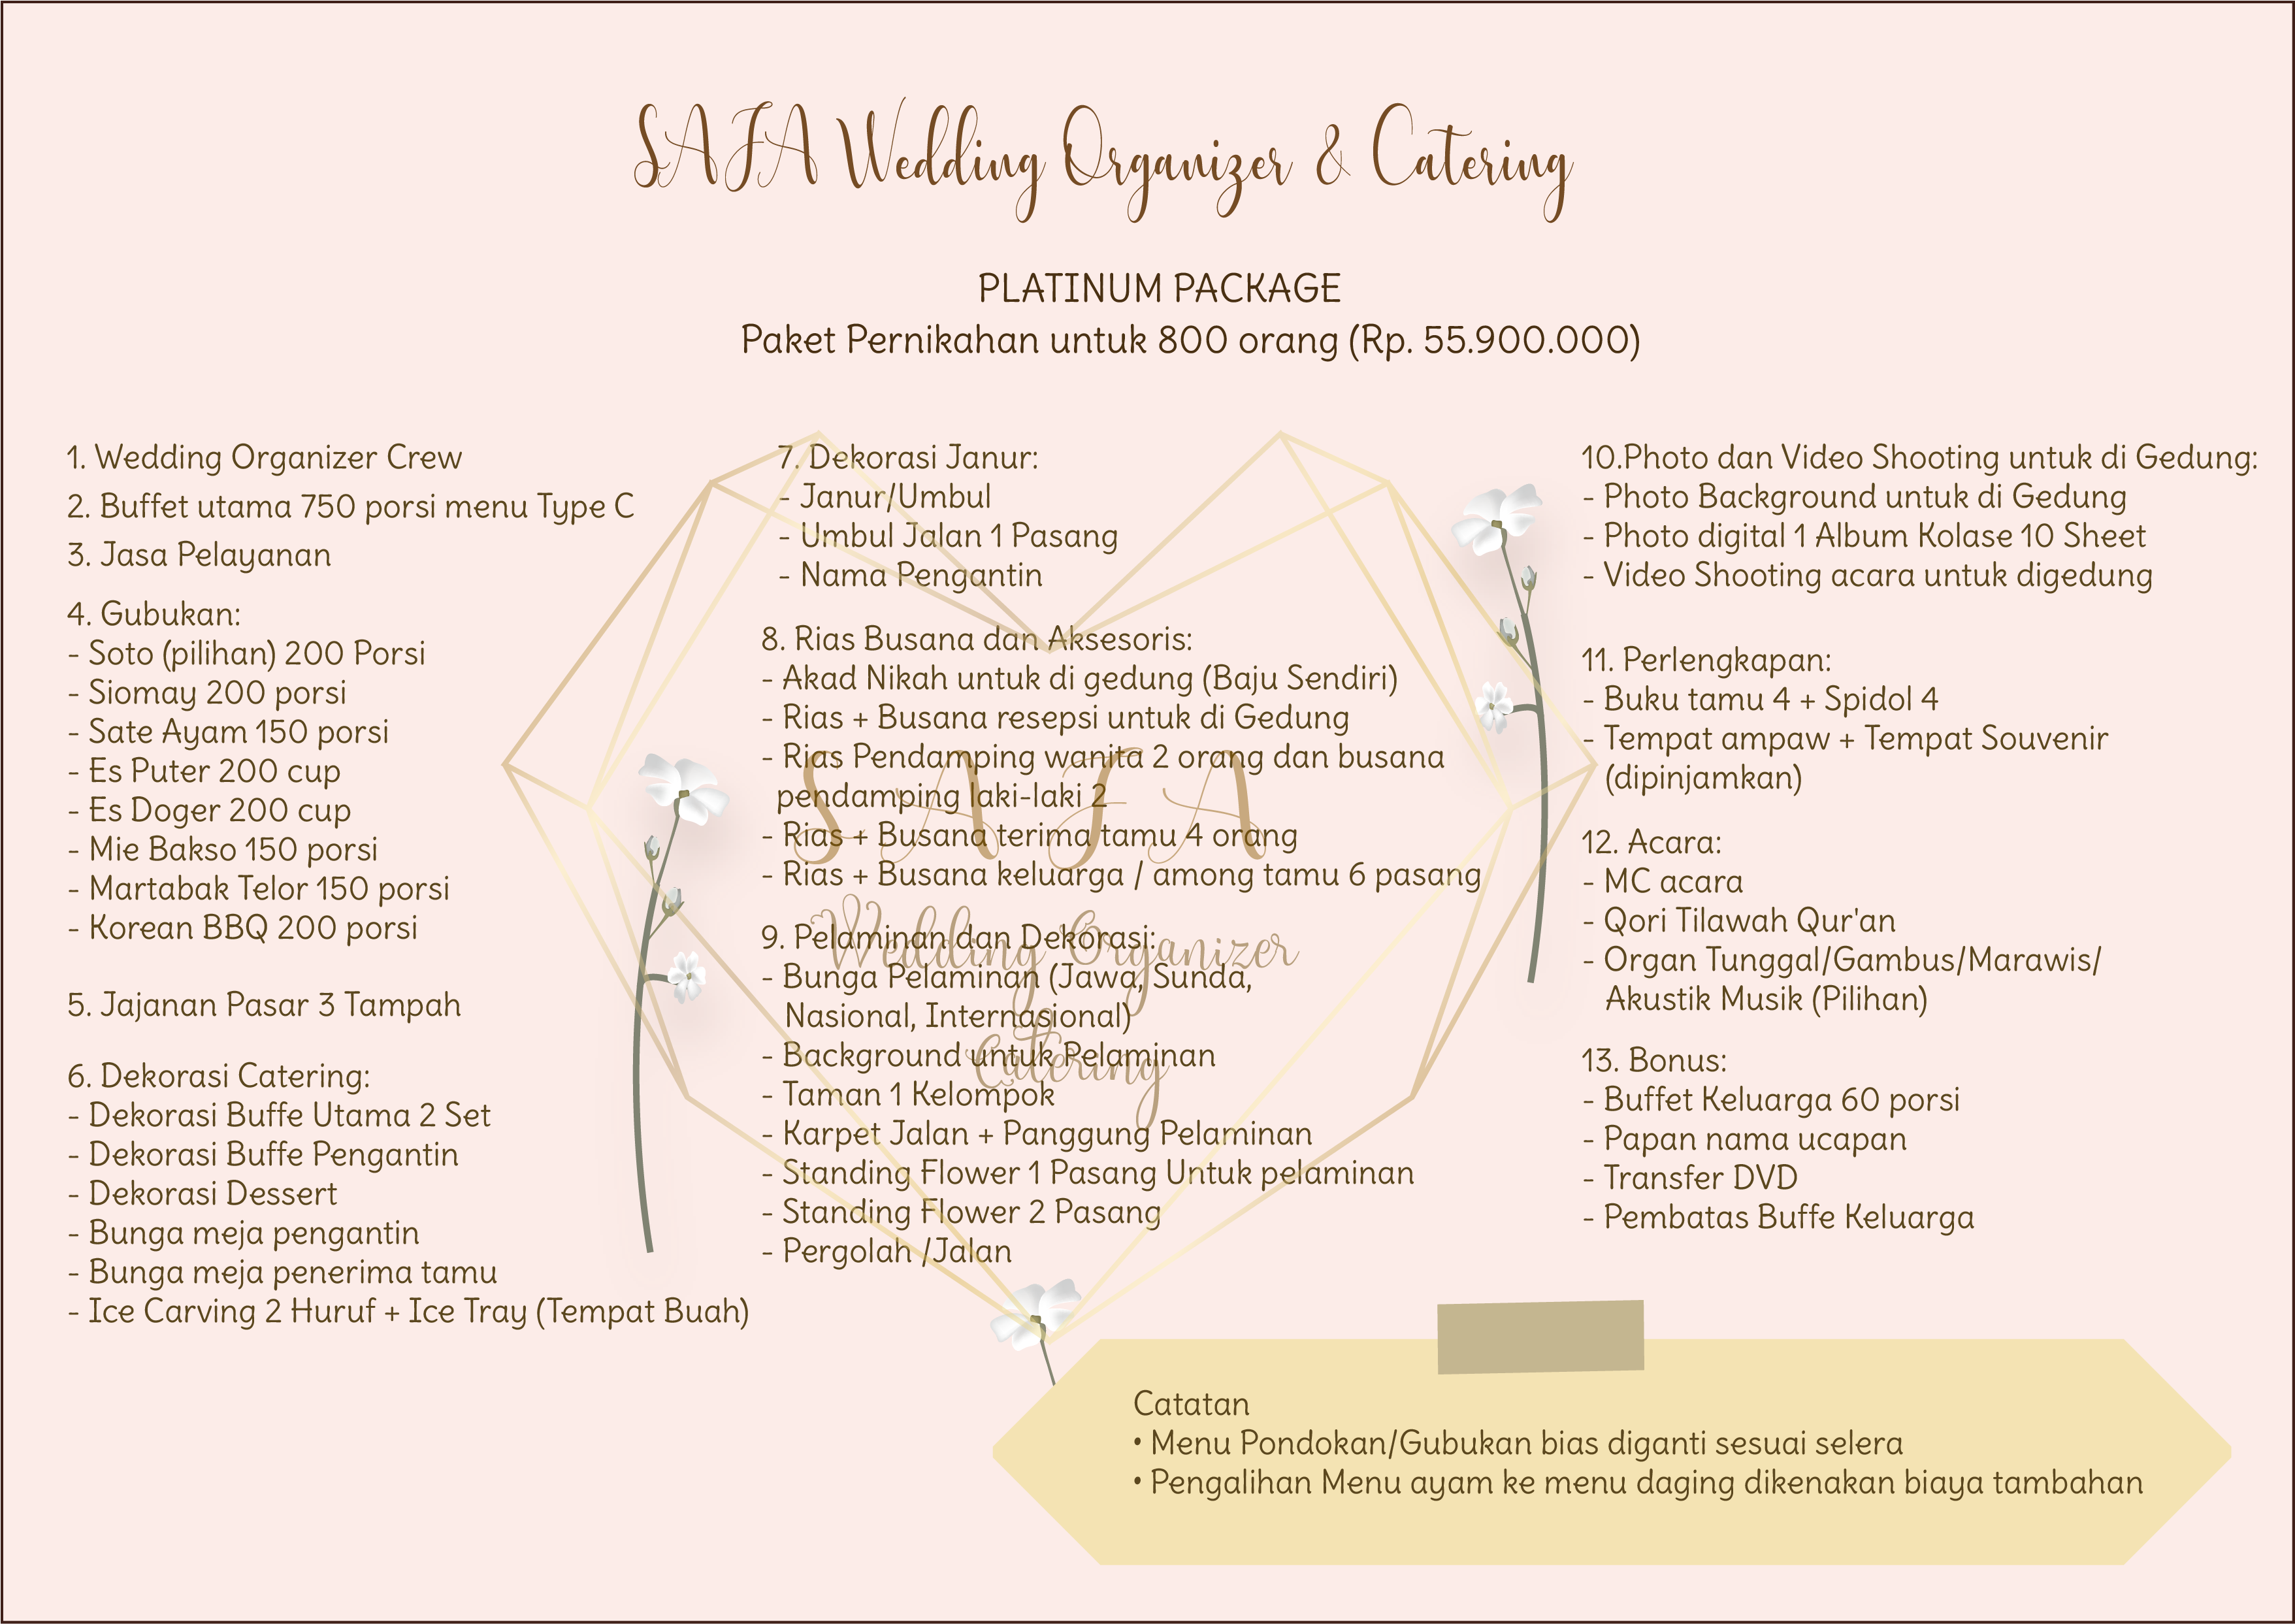 SAFA Wedding Organizer & Catering
PLATINUM PACKAGE
Paket Pernikahan untuk 800 orang (Rp. 55.900.000)
1. Wedding Organizer Crew
2. Buffet utama 750 porsi menu Type C
3. Jasa Pelayanan
4. Gubukan:
- Soto (pilihan) 200 Porsi
- Siomay 200 porsi
- Sate Ayam 150 porsi
- Es Puter 200 cup
- Es Doger 200 cup
- Mie Bakso 150 porsi
- Martabak Telor 150 porsi
- Korean BBQ 200 porsi
5. Jajanan Pasar 3 Tampah
6. Dekorasi Catering:
- Dekorasi Buffe Utama 2 Set
- Dekorasi Buffe Pengantin
- Dekorasi Dessert
- Bunga meja pengantin
- Bunga meja penerima tamu
- Ice Carving 2 Huruf + Ice Tray (Tempat Buah)
7. Dekorasi Janur:
- Janur/Umbul
- Umbul Jalan 1 Pasang
- Nama Pengantin
8. Rias Busana dan Aksesoris:
- Akad Nikah untuk di gedung (Baju Sendiri)
- Rias + Busana resepsi untuk di Gedung
- Rias Pendamping wanita 2 orang dan busana
pendamping laki-laki 2
- Rias + Busana terima tamu 4 orang
- Rias + Busana keluarga / among tamu 6 pasang
9. Pelaminan dan Dekorasi:
- Bunga Pelaminan (Jawa, Sunda,
Nasional, Internasional)
- Background untuk Pelaminan
- Taman 1 Kelompok
- Karpet Jalan + Panggung Pelaminan
- Standing Flower 1 Pasang Untuk pelaminan
- Standing Flower 2 Pasang
- Pergolah /Jalan
SAFA
Wedding Organizer
Catering
10.Photo dan Video Shooting untuk di Gedung:
- Photo Background untuk di Gedung
- Photo digital 1 Album Kolase 10 Sheet
- Video Shooting acara untuk digedung
11. Perlengkapan:
- Buku tamu 4 + Spidol 4
- Tempat ampaw + Tempat Souvenir
(dipinjamkan)
12. Acara:
- MC acara
- Qori Tilawah Qur'an
- Organ Tunggal/Gambus/Marawis/
Akustik Musik (Pilihan)
13. Bonus:
- Buffet Keluarga 60 porsi
- Papan nama ucapan
- Transfer DVD
- Pembatas Buffe Keluarga
Catatan
• Menu Pondokan/Gubukan bias diganti sesuai selera
• Pengalihan Menu ayam ke menu daging dikenakan biaya tambahan